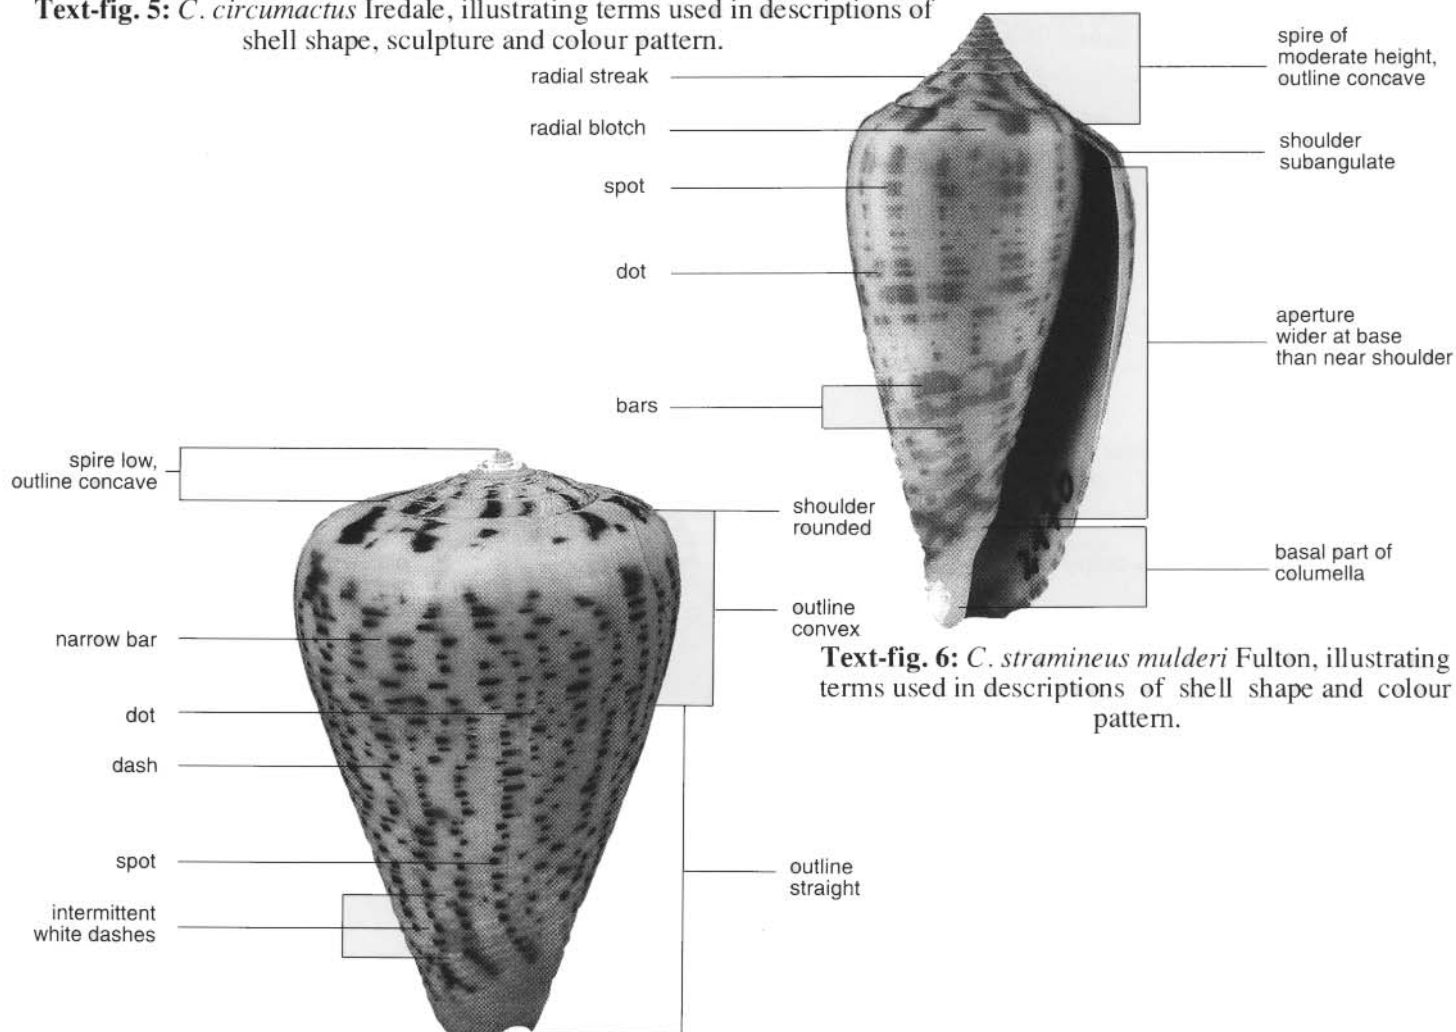 Text-fig. 5: C. circumactus Iredale, illustrating terms used in descriptions of
shell shape, sculpture and colour pattern.
radial streak
radial blotch
spot
dot
bars
spire of
moderate height,
outline concave
shoulder
subangulate
aperture
wider at base
than near shoulder
basal part of
columella
Text-fig. 6: C. stramineus mulderi Fulton, illustrating
terms used in descriptions of shell shape and colour
pattern.
spire low,
outline concave
narrow bar
dot
dash
spot
intermittent
white dashes
shoulder
rounded
outline
convex
outline
straight